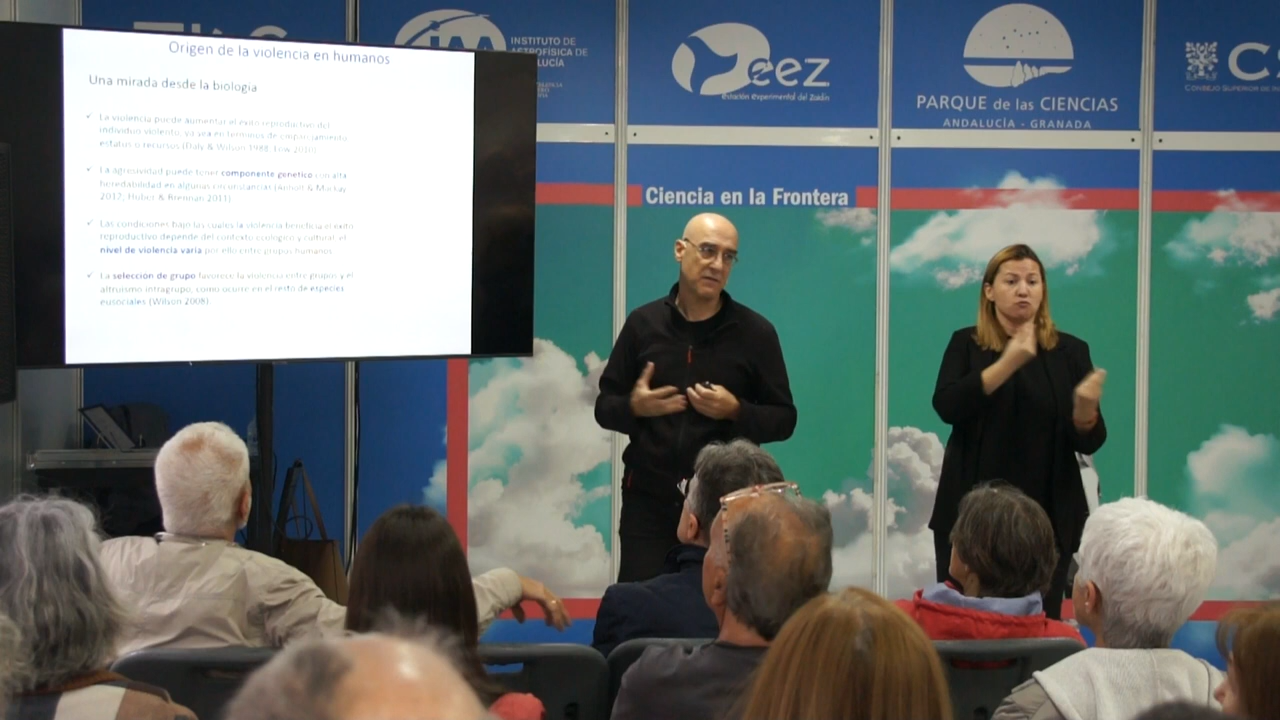 Origen de la violencia en humanos
Una mirada desde la biología
✓ La violencia puede aumentar el éxito reproductivo del
individuo violento, ya sea en términos de emparejamiento,
estatus o recursos (Daly & Wilson 1988, Low 2010).
✓ La agresividad puede tener componente genético con alta
heredabilidad en algunas circunstancias
2012,
✓ Las condiciones bajo las cuales la violencia beneficia el éxito
reproductivo depende del contexto ecológico y cultural, el
nivel de violencia varía por ello entre grupos humanos.
✓ La selección de grupo favorece la violencia entre grupos y el
altruismo intragrupo, como ocurre en el resto de especies
eusociales (Wilson 2008).
INSTITUTO DE
ASTROFÍSICA DE
eez
estación experimental del Zaidín
PARQUE de las CIENCIAS
ANDALUCÍA - GRANADA
CS
Ciencia en la Frontera